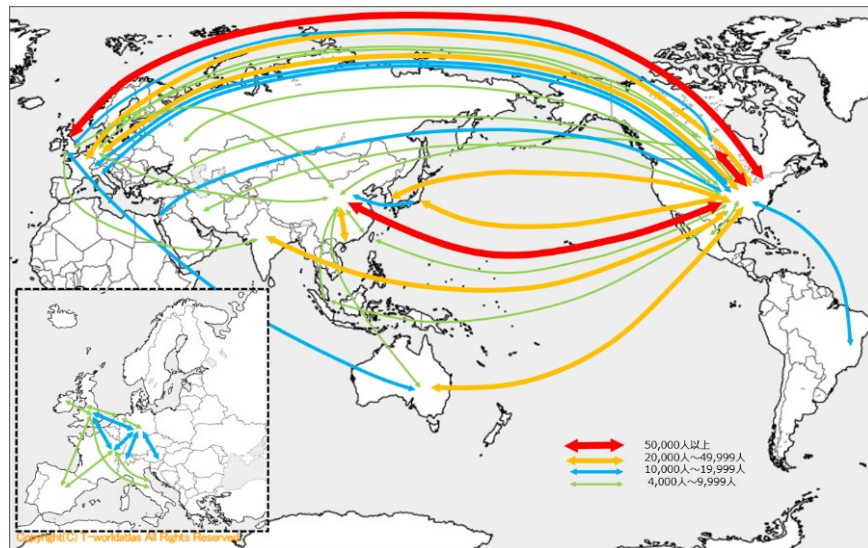 50,000人以上
20,000人～49,999人
10,000人～19,999人
4,000人～9,999人
Copyright(C) T-worldatlas All Rights Reserved